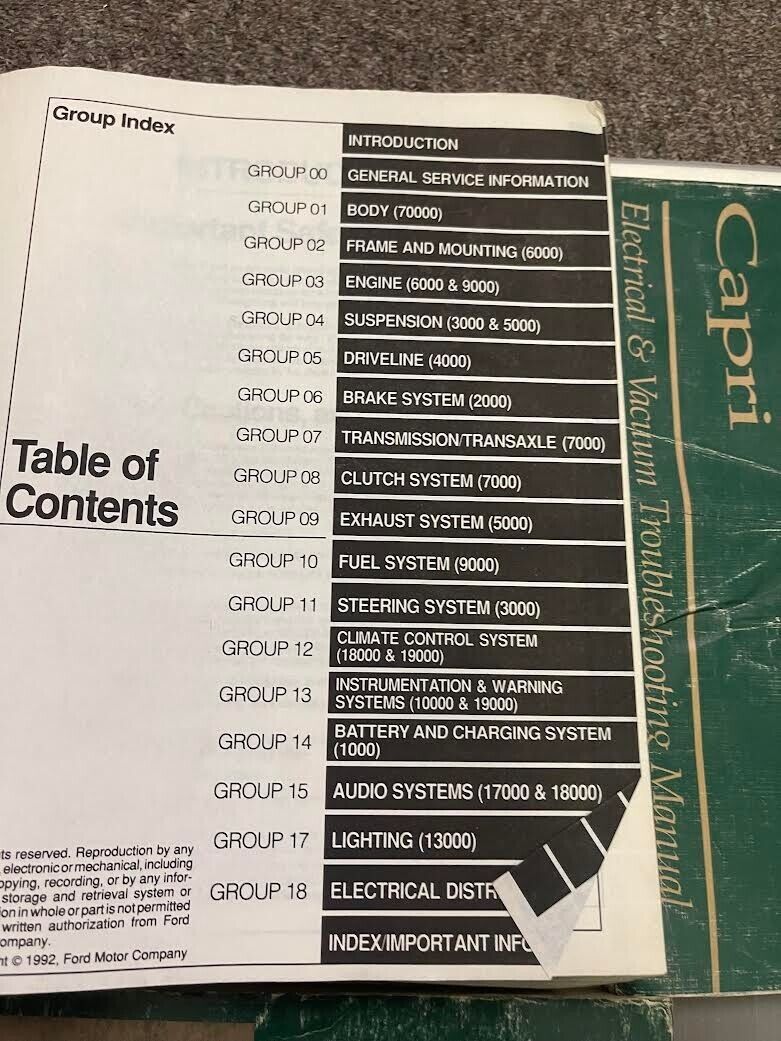 Group Index
INTRODUCTION
GROUP 00 GENERAL SERVICE INFORMATION
GROUP 01 BODY (70000)
GROUP 02 FRAME AND MOUNTING (6000)
GROUP 03 ENGINE (6000 & 9000)
GROUP 04 SUSPENSION (3000 & 5000)
GROUP 05 DRIVELINE (4000)
GROUP 06 BRAKE SYSTEM (2000)
GROUP 07 TRANSMISSION/TRANSAXLE (7000)
GROUP 08 CLUTCH SYSTEM (7000)
GROUP 09 EXHAUST SYSTEM (5000)
GROUP 10 FUEL SYSTEM (9000)
GROUP 11 STEERING SYSTEM (3000)
GROUP 12 CLIMATE CONTROL SYSTEM
(18000 & 19000)
GROUP 13 INSTRUMENTATION & WARNING
SYSTEMS (10000 & 19000)
GROUP 14 BATTERY AND CHARGING SYSTEM
(1000)
GROUP 15 AUDIO SYSTEMS (17000 & 18000)
GROUP 17 LIGHTING (13000)
GROUP 18 ELECTRICAL DISTR
INDEX/IMPORTANT INFO
Table of
Contents
ts reserved. Reproduction by any
electronic or mechanical, including
opying, recording, or by any infor-
storage and retrieval system or
ion in whole or part is not permitted
written authorization from Ford
ompany.
ht © 1992, Ford Motor Company
Capri
Electrical & Vacuum Troubleshooting Manual